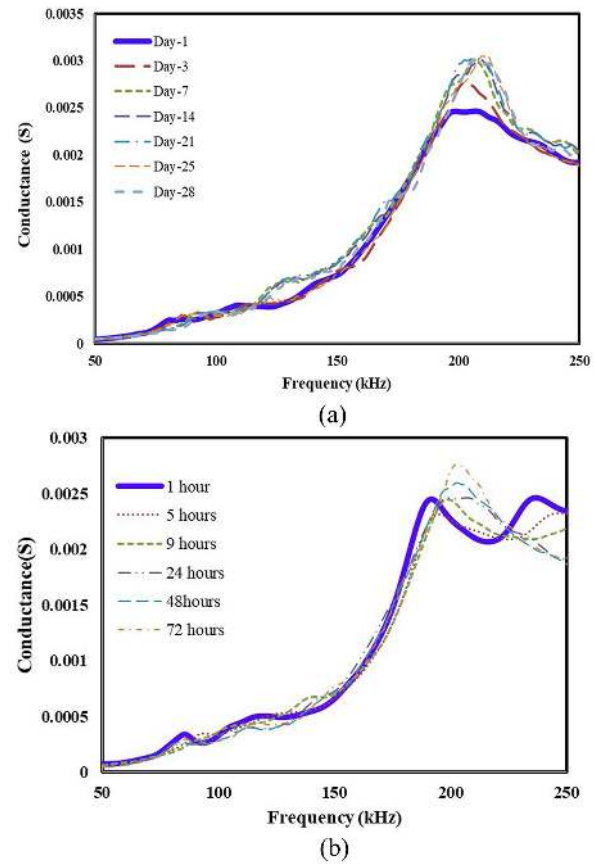 0.0035
0.003
0.0025
0.002
0.0015
0.001
0.0005
0
Conductance (S)
Day-1
Day-3
Day-7
Day-14
Day-21
Day-25
Day-28
50 100 150 200 250
Frequency (kHz)
(a)
0.003
0.0025
0.002
0.0015
0.001
0.0005
0
Conductance(S)
1 hour
5 hours
9 hours
24 hours
48hours
72 hours
50 100 150 200 250
Frequency (kHz)
(b)